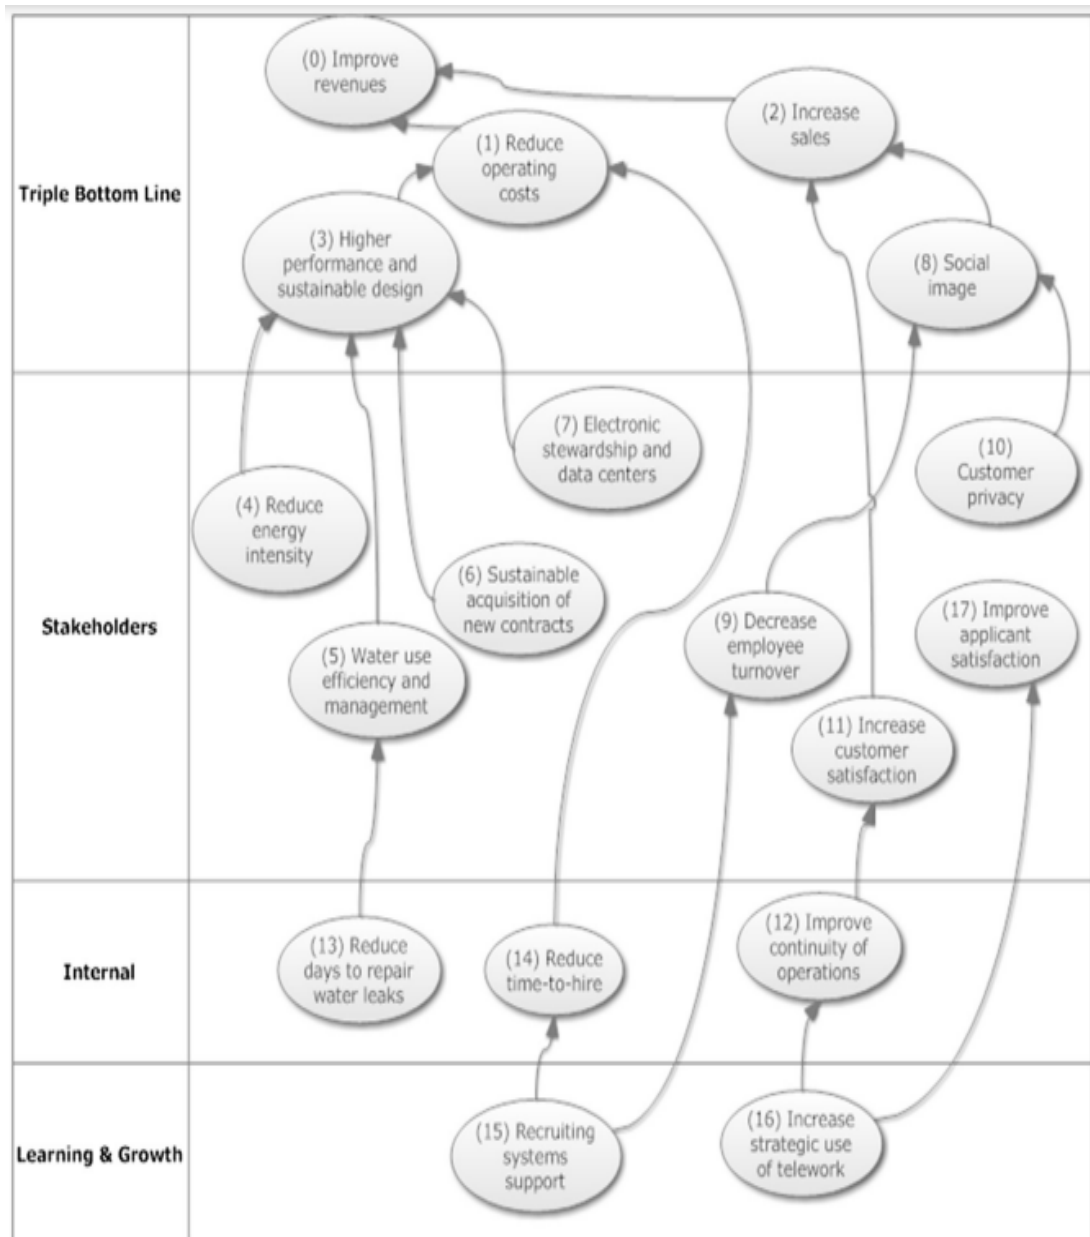 Triple Bottom Line
(0) Improve
revenues
(1) Reduce
operating
costs
(2) Increase
sales
(3) Higher
performance and
sustainable design
(8) Social
image
Stakeholders
(7) Electronic
stewardship and
data centers
(10)
Customer
privacy
(4) Reduce
energy
intensity
(6) Sustainable
acquisition of
new contracts
(9) Decrease
employee
turnover
(17) Improve
applicant
satisfaction
(5) Water use
efficiency and
management
(11) Increase
customer
satisfaction
Internal
(13) Reduce
days to repair
water leaks
(14) Reduce
time-to-hire
(12) Improve
continuity of
operations
Learning & Growth
(15) Recruiting
systems
support
(16) Increase
strategic use
of telework